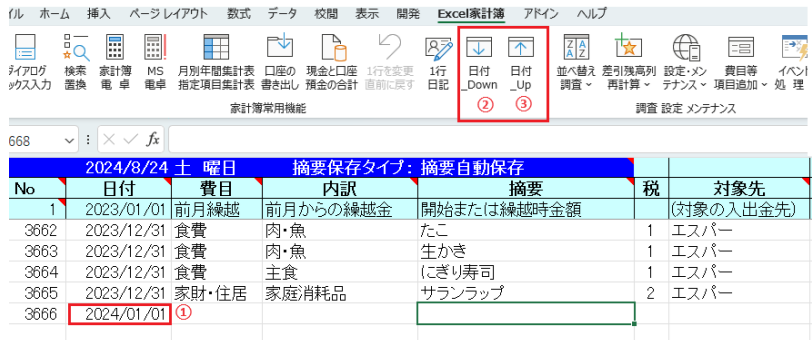 イル ホーム 挿入 ページ レイアウト 数式 データ 校閲 表示 開発 Excel家計簿 アドイン ヘルプ
ダイアログ 検索 家計簿 MS 月別年間集計表 口座の 現金と口座 1行を変更 1行 日付 日付 並べ替え 差引残高列 設定・メン 費目等 イベント
ックス入力 置換 電 卓 電卓 指定項目集計表 書き出し 預金の合計 直前に戻す 日記 _Down _Up 調査 再計算 テナンス 項目追加 処 理
② ③
家計簿常用機能 調査 設定 メンテナンス
668 fx
2024/8/24 土 曜日 摘要保存タイプ: 摘要自動保存
No 日付 費目 内訳 摘要 税 対象先
1 2023/01/01 前月繰越 前月からの繰越金 開始または繰越時金額 (対象の入出金先)
3662 2023/12/31 食費 肉・魚 たこ 1 エスパー
3663 2023/12/31 食費 肉・魚 生かき 1 エスパー
3664 2023/12/31 食費 主食 にぎり寿司 1 エスパー
3665 2023/12/31 家財・住居 家庭消耗品 サランラップ 2 エスパー
3666 2024/01/01 ①